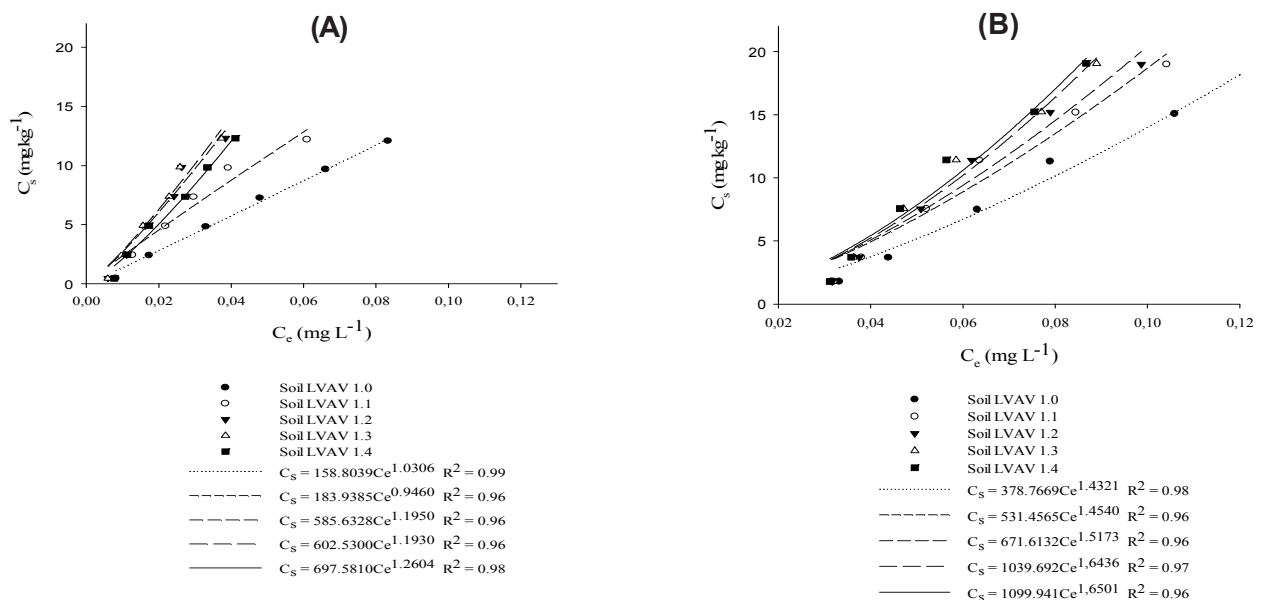 (A)
20
15
10
5
0
C_s (mgkg^-1)
0,00 0,02 0,04 0,06 0,08 0,10 0,12
C_e (mg L^-1)
Soil LVAV 1.0
Soil LVAV 1.1
Soil LVAV 1.2
Soil LVAV 1.3
Soil LVAV 1.4
C_s = 158.8039Ce^1.0306 R^2 = 0.99
C_s = 183.9385Ce^0.9460 R^2 = 0.96
C_s = 585.6328Ce^1.1950 R^2 = 0.96
C_s = 602.5300Ce^1.1930 R^2 = 0.96
C_s = 697.5810Ce^1.2604 R^2 = 0.98
(B)
20
15
10
5
0
C_s (mgkg^-1)
0,02 0,04 0,06 0,08 0,10 0,12
C_e (mg L^-1)
Soil LVAV 1.0
Soil LVAV 1.1
Soil LVAV 1.2
Soil LVAV 1.3
Soil LVAV 1.4
C_s = 378.7669Ce^1.4321 R^2 = 0.98
C_s = 531.4565Ce^1.4540 R^2 = 0.96
C_s = 671.6132Ce^1.5173 R^2 = 0.96
C_s = 1039.692Ce^1,6436 R^2 = 0.97
C_s = 1099.941Ce^1,6501 R^2 = 0.96